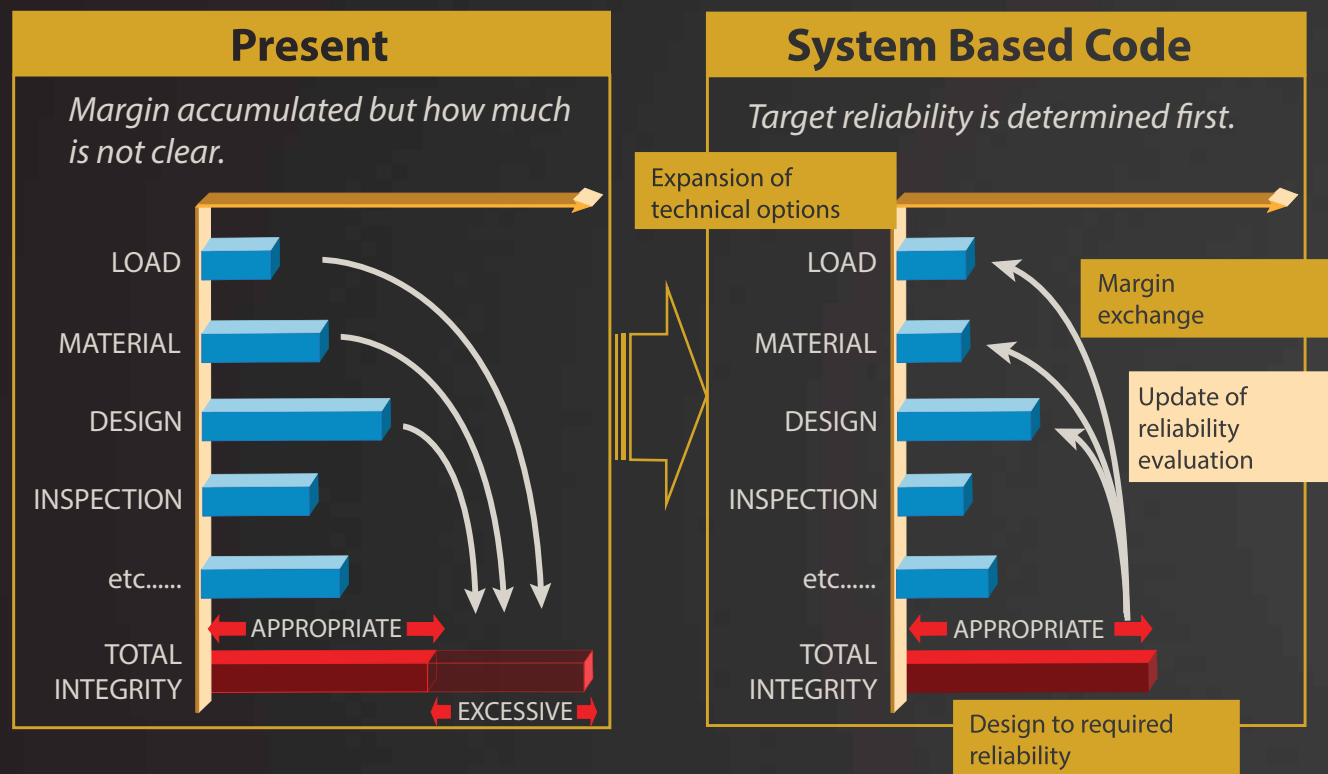 Present
Margin accumulated but how much
is not clear.
LOAD
MATERIAL
DESIGN
INSPECTION
etc......
APPROPRIATE
TOTAL
INTEGRITY
EXCESSIVE
System Based Code
Target reliability is determined first.
Expansion of
technical options
LOAD
Margin
exchange
MATERIAL
Update of
reliability
evaluation
DESIGN
INSPECTION
etc......
APPROPRIATE
TOTAL
INTEGRITY
Design to required
reliability